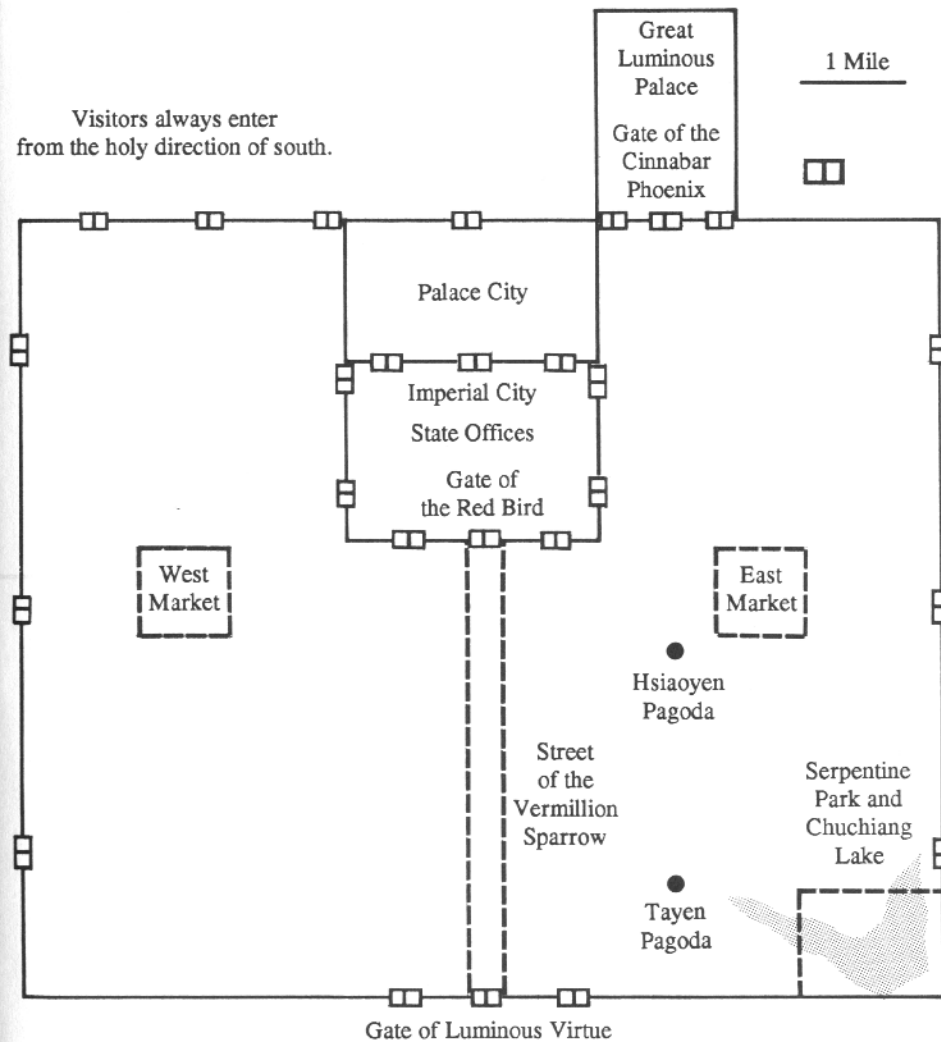 Great
Luminous
Palace
Gate of the
Cinnabar
Phoenix
1 Mile
Visitors always enter
from the holy direction of south.
Palace City
Imperial City
State Offices
Gate of
the Red Bird
West
Market
East
Market
Hsiaoyen
Pagoda
Street
of the
Vermillion
Sparrow
Serpentine
Park and
Chuchiang
Lake
Tayen
Pagoda
Gate of Luminous Virtue